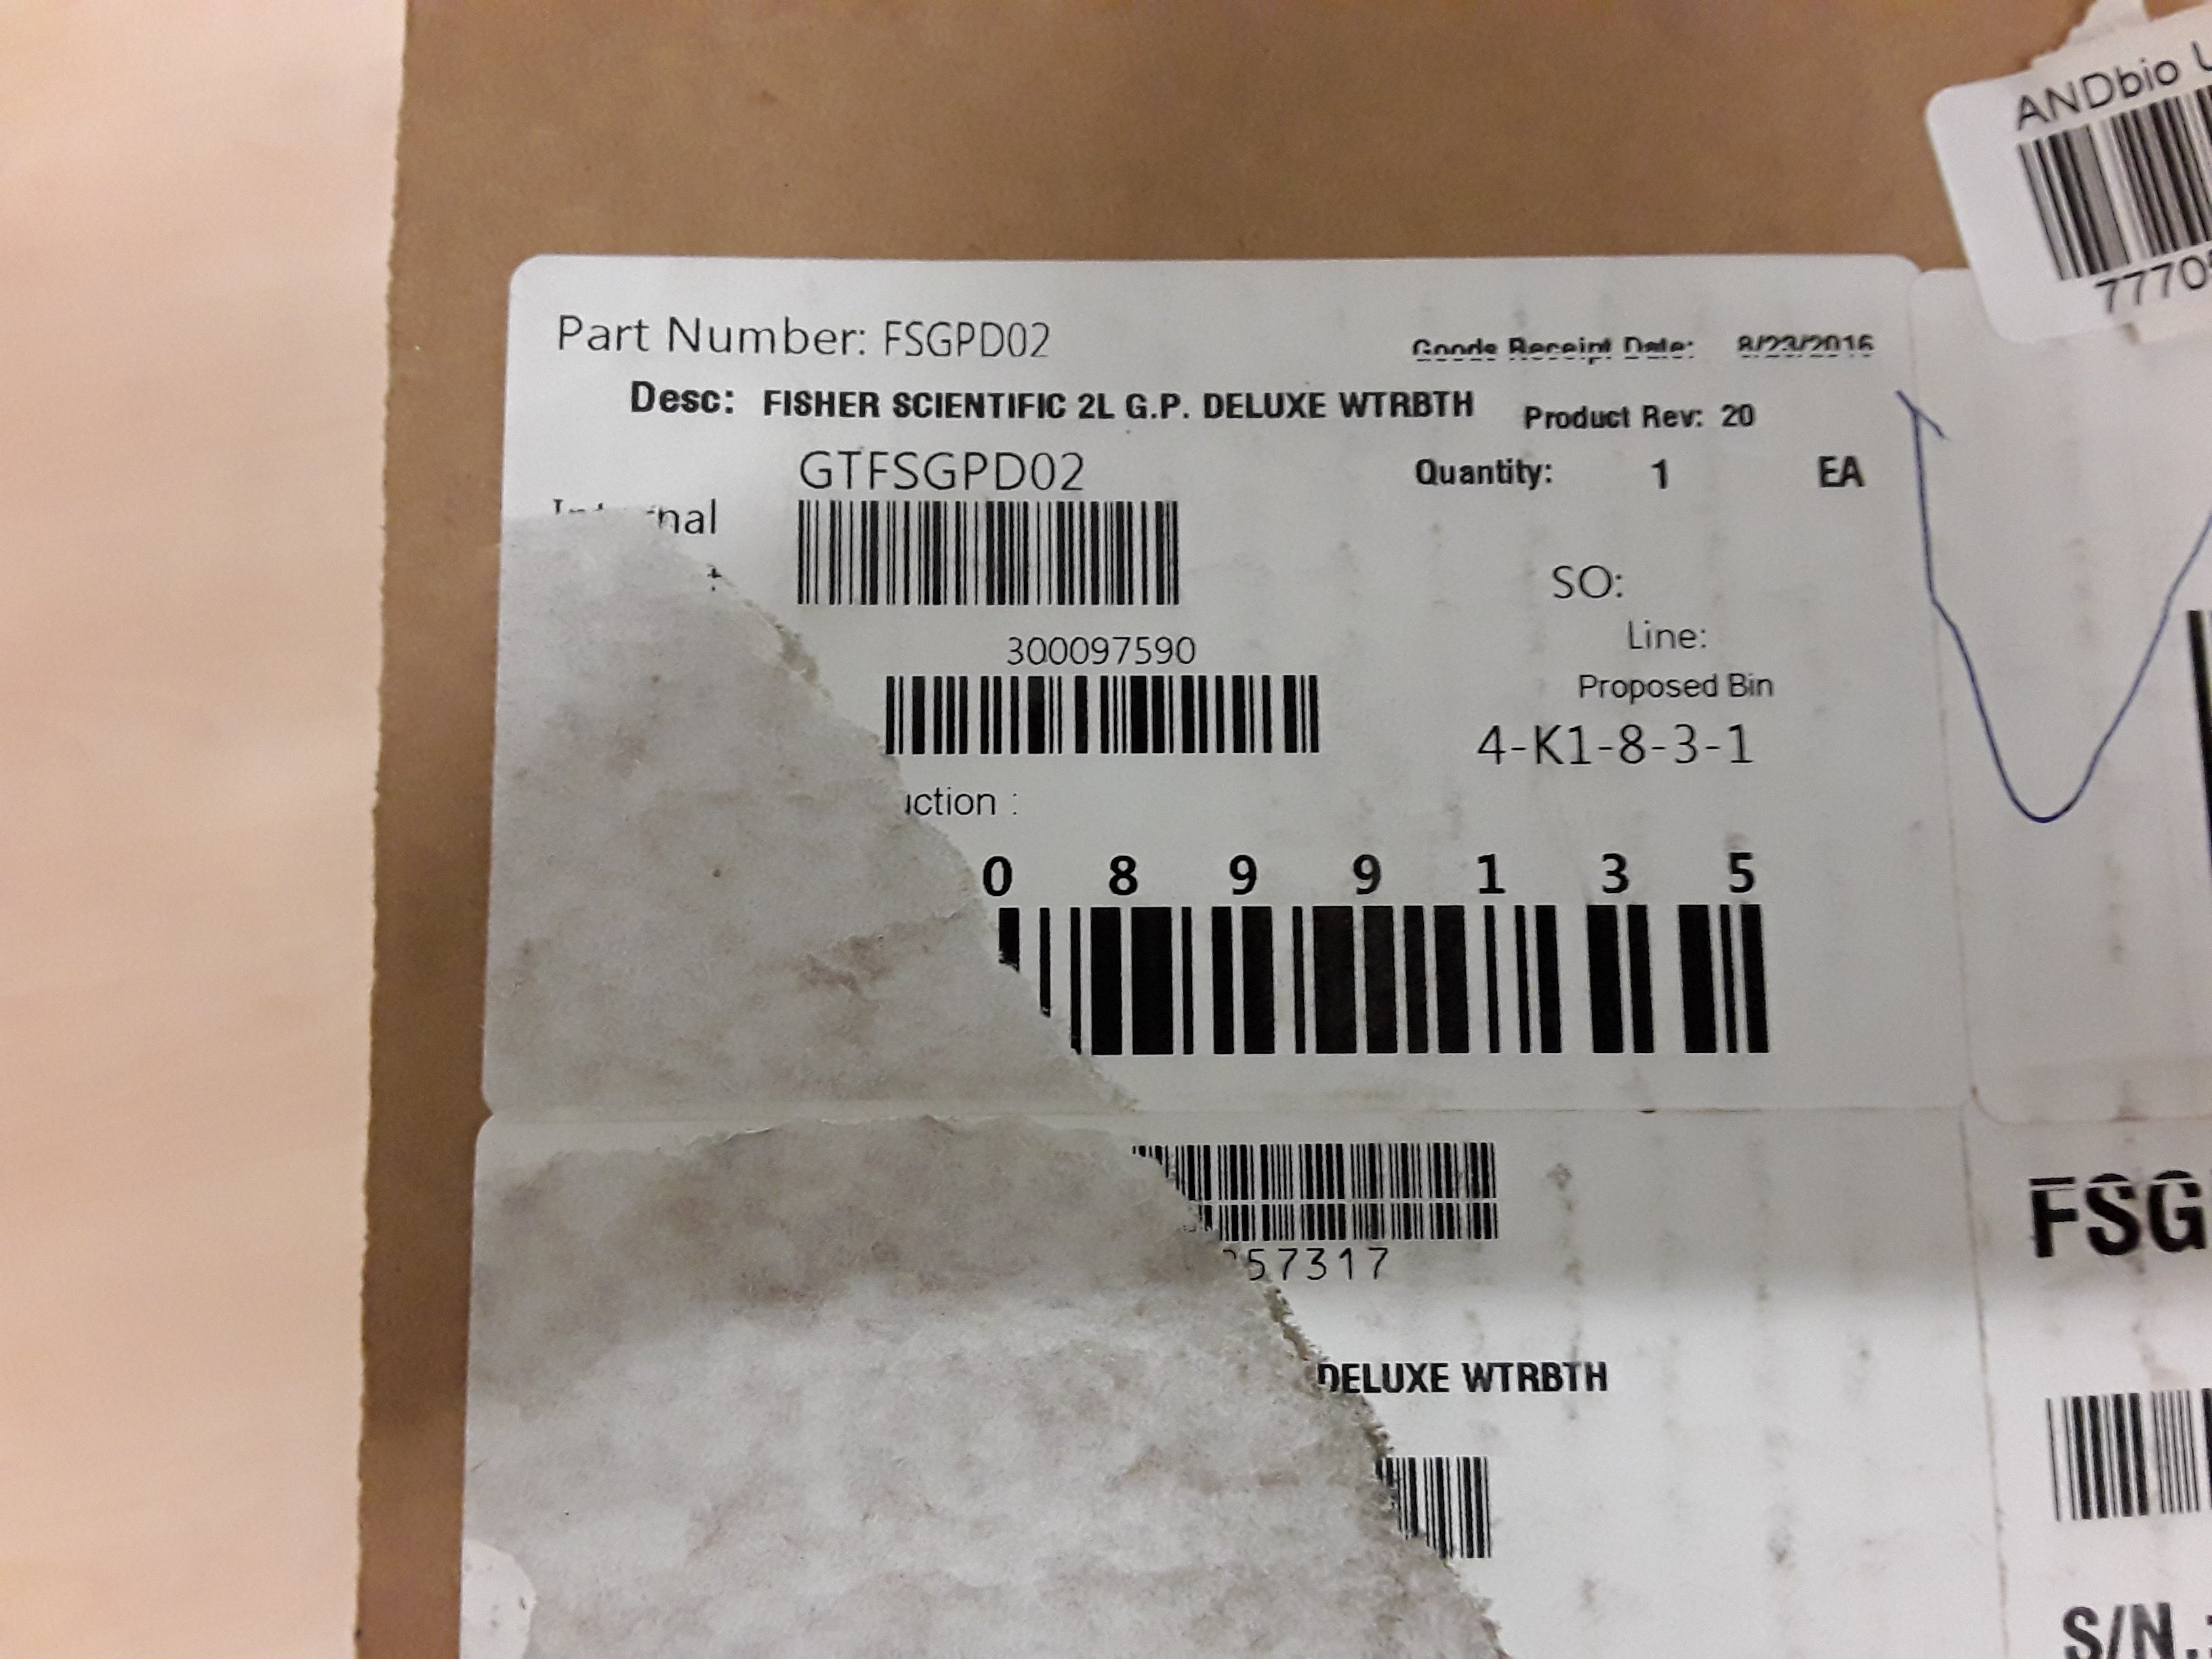 ANDbio
7770
Part Number: FSGPD02
Goods Receipt Date: 8/23/2016
Desc: FISHER SCIENTIFIC 2L G.P. DELUXE WTRBTH
Product Rev: 20
GTFSGPD02
Quantity: 1 EA
SO:
300097590
Line:
Proposed Bin
4-K1-8-3-1
uction :
0 8 9 9 1 3 5
57317
FSG
DELUXE WTRBTH
S/N.